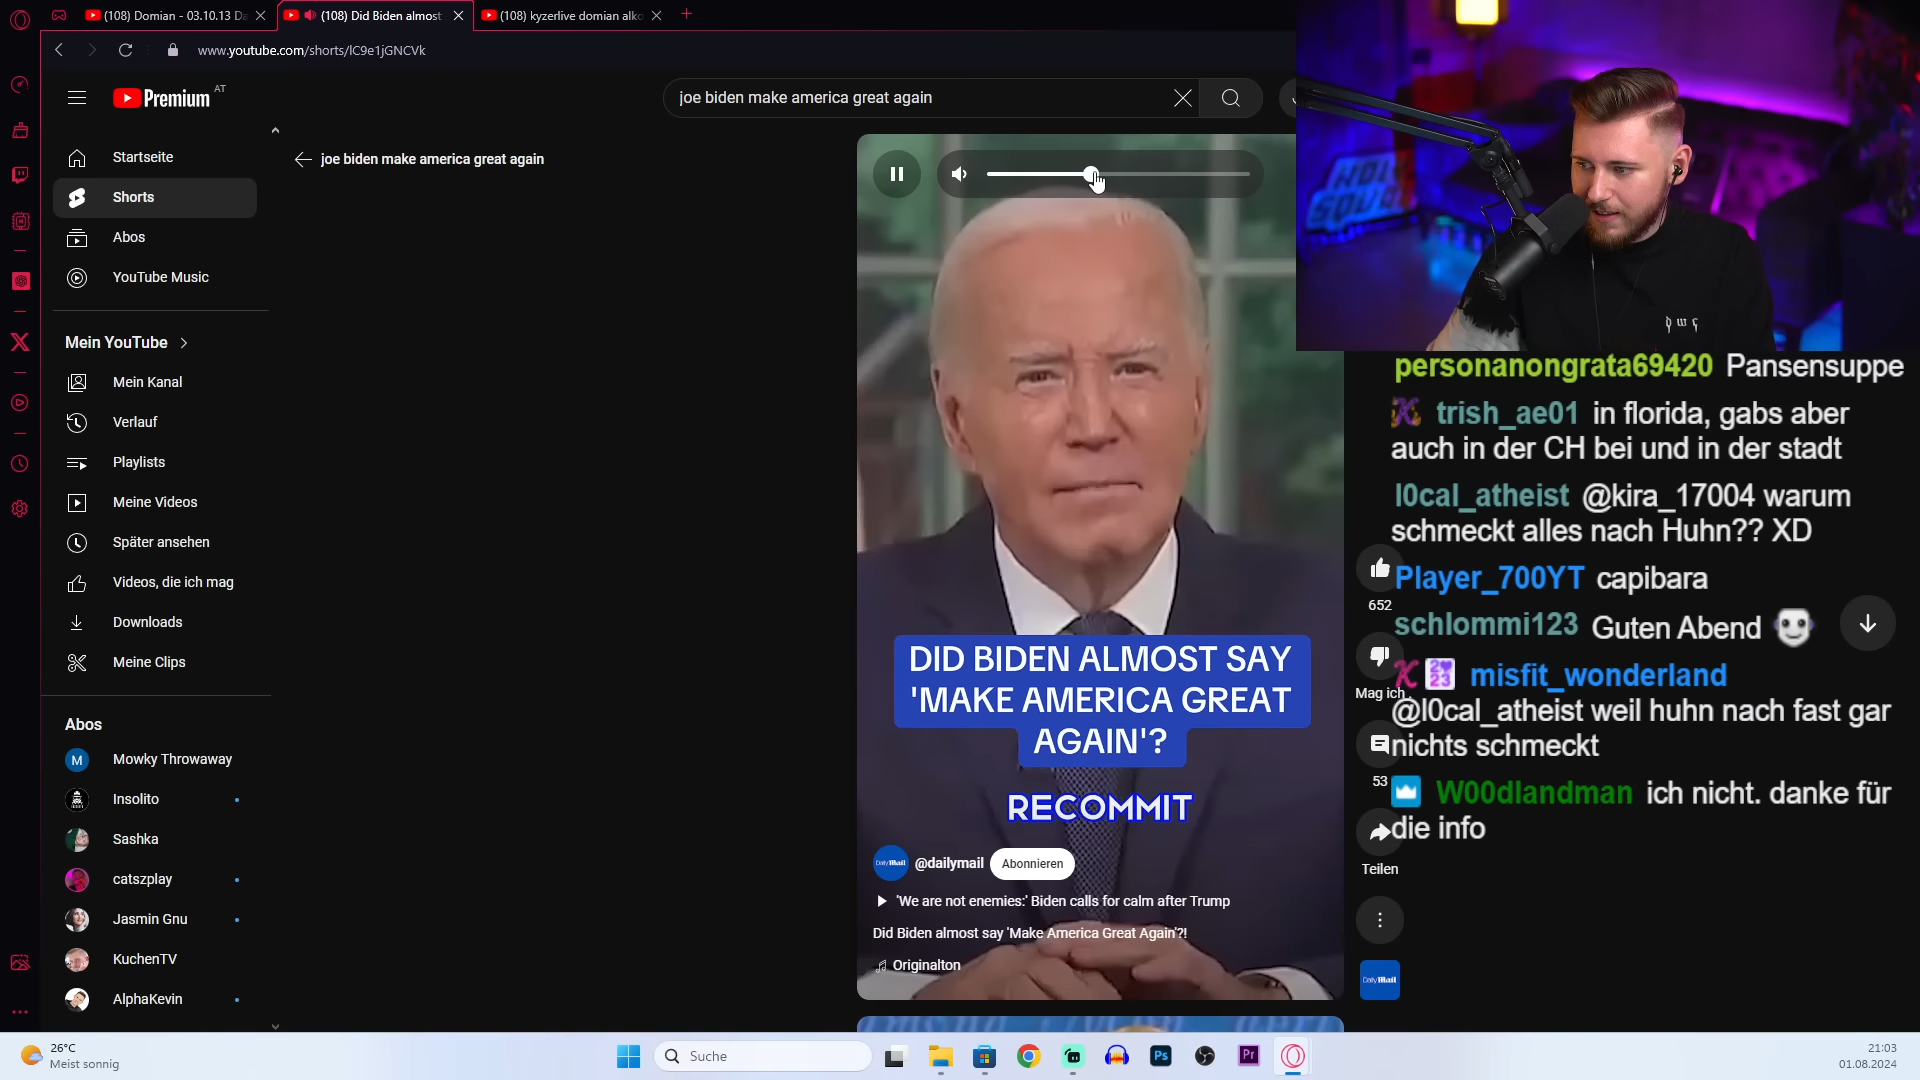 (108) Domian - 03.10.13 Da
(108) Did Biden almost
(108) kyzerlive domian alko
www.youtube.com/shorts/lC9e1jGNCVk
Premium AT
joe biden make america great again
Startseite
Shorts
Abos
YouTube Music
Mein YouTube
Mein Kanal
Verlauf
Playlists
Meine Videos
Später ansehen
Videos, die ich mag
Downloads
Meine Clips
Abos
M Mowky Throwaway
Insolito
Sashka
catszplay
Jasmin Gnu
KuchenTV
AlphaKevin
joe biden make america great again
DID BIDEN ALMOST SAY
'MAKE AMERICA GREAT
AGAIN'?
RECOMMIT
Daily Mail @dailymail Abonnieren
'We are not enemies:' Biden calls for calm after Trump
Did Biden almost say 'Make America Great Again'?!
Originalton
652
Mag ich
53
Teilen
Daily Mail
personanongrata69420 Pansensuppe
trish_ae01 in florida, gabs aber
auch in der CH bei und in der stadt
l0cal_atheist @kira_17004 warum
schmeckt alles nach Huhn?? XD
Player_700YT capibara
schlommi123 Guten Abend
misfit_wonderland
@l0cal_atheist weil huhn nach fast gar
nichts schmeckt
W00dlandman ich nicht. danke für
die info
26°C
Meist sonnig
Suche
Ps
Pr
21:03
01.08.2024